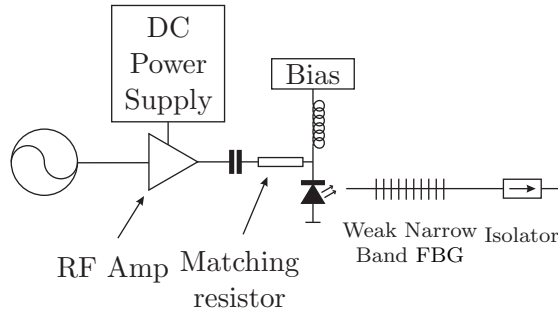 DC
Power
Supply
Bias
RF Amp
Matching
resistor
Weak Narrow
Band FBG
Isolator